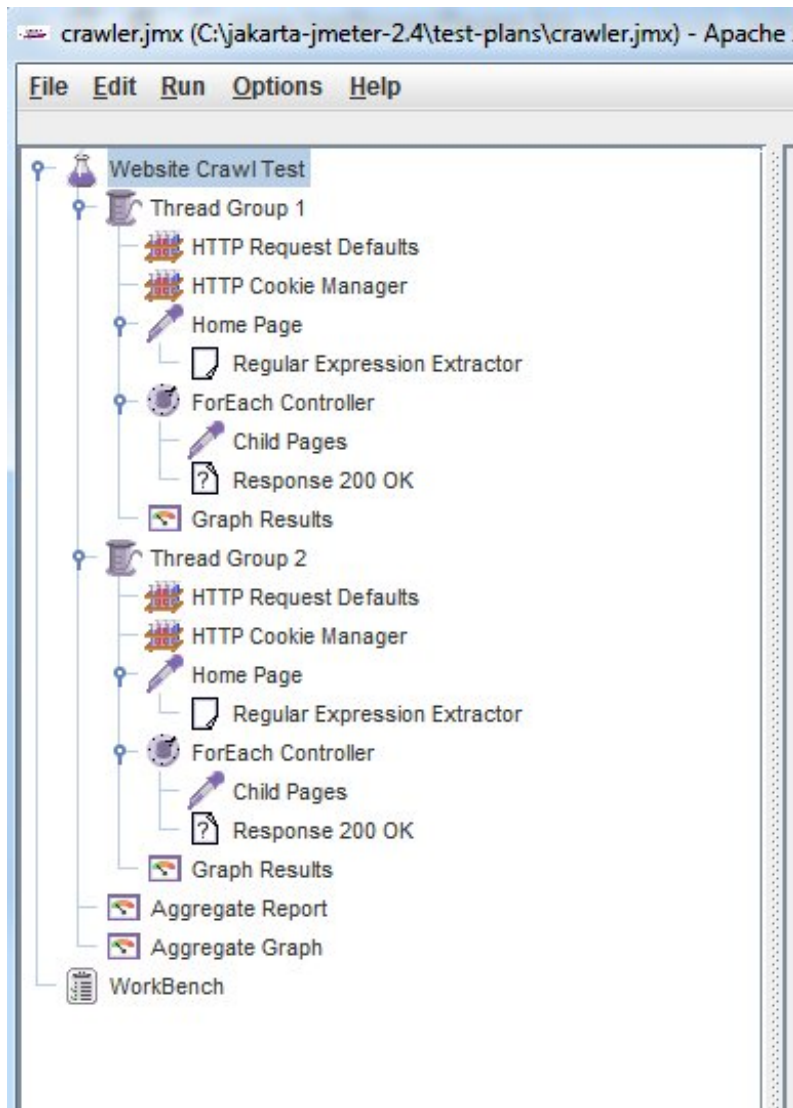 crawler.jmx (C:\jakarta-jmeter-2.4\test-plans\crawler.jmx) - Apache
File Edit Run Options Help
Website Crawl Test
Thread Group 1
HTTP Request Defaults
HTTP Cookie Manager
Home Page
Regular Expression Extractor
ForEach Controller
Child Pages
Response 200 OK
Graph Results
Thread Group 2
HTTP Request Defaults
HTTP Cookie Manager
Home Page
Regular Expression Extractor
ForEach Controller
Child Pages
Response 200 OK
Graph Results
Aggregate Report
Aggregate Graph
WorkBench